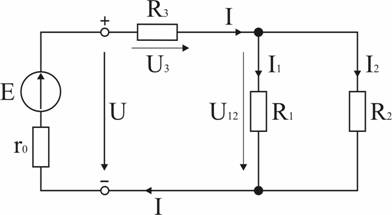 + R₃ I
U₃ I₁ I₂
E U U₁₂ R₁ R₂
r₀
− I